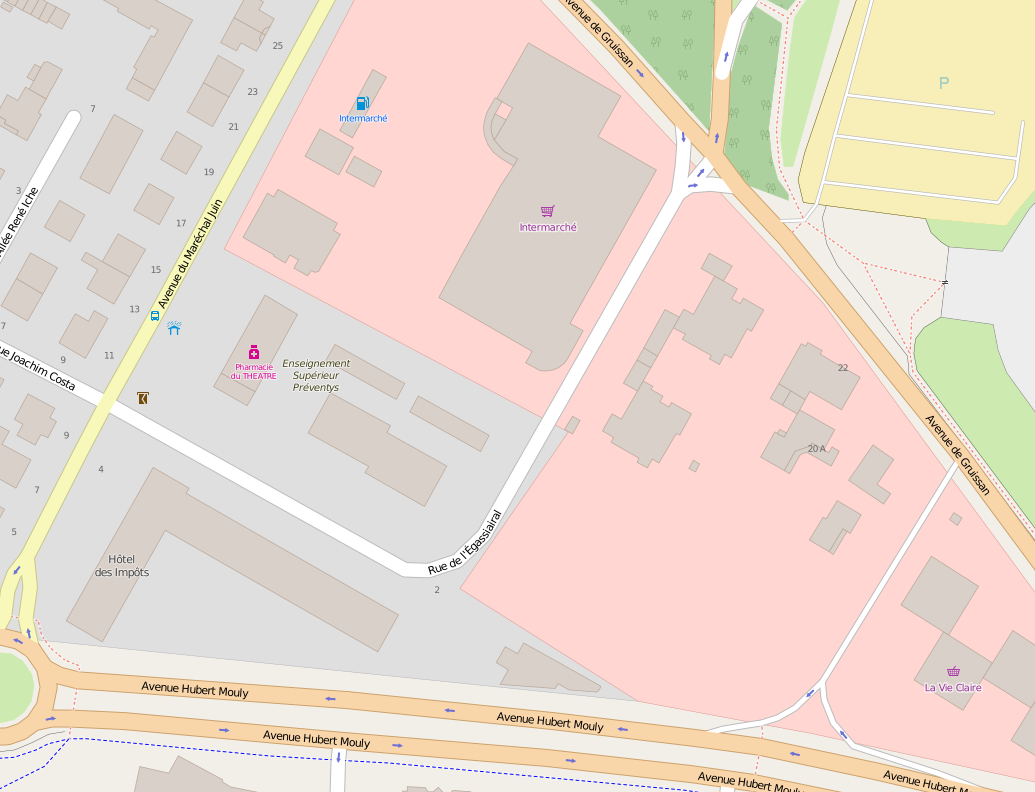 Avenue de Gruissan
25
P
23
7
Intermarché
21
19
3
Allée René Iche
17
Intermarché
Avenue du Maréchal Juin
15
13
7
11
9
Rue Joachim Costa
Pharmacie
du THEATRE
Enseignement
Supérieur
Préventys
22
Avenue de Gruissan
9
20 A
4
7
5
Rue de l'Égassiairal
Hôtel
des Impôts
2
La Vie Claire
Avenue Hubert Mouly
Avenue Hubert Mouly
Avenue Hubert Mouly
Avenue Hubert Mouly
Avenue Hubert M